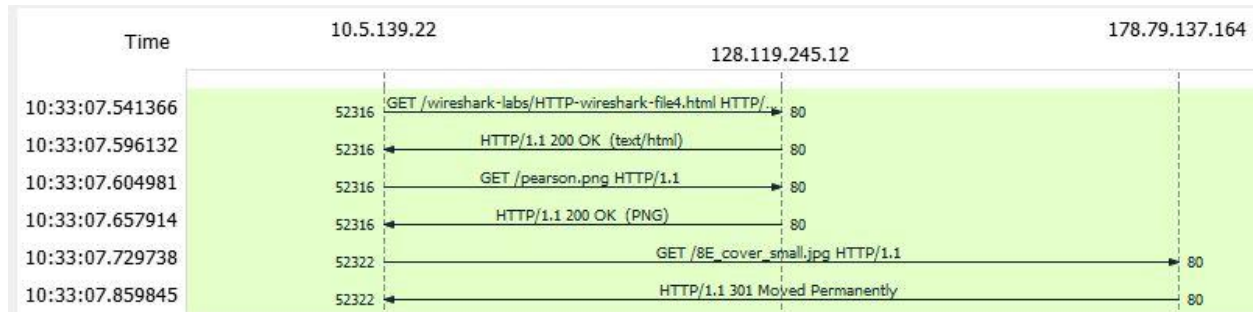 Time 10.5.139.22 128.119.245.12 178.79.137.164
10:33:07.541366 52316 GET /wireshark-labs/HTTP-wireshark-file4.html HTTP/... 80
10:33:07.596132 52316 HTTP/1.1 200 OK (text/html) 80
10:33:07.604981 52316 GET /pearson.png HTTP/1.1 80
10:33:07.657914 52316 HTTP/1.1 200 OK (PNG) 80
10:33:07.729738 52322 GET /8E_cover_small.jpg HTTP/1.1 80
10:33:07.859845 52322 HTTP/1.1 301 Moved Permanently 80